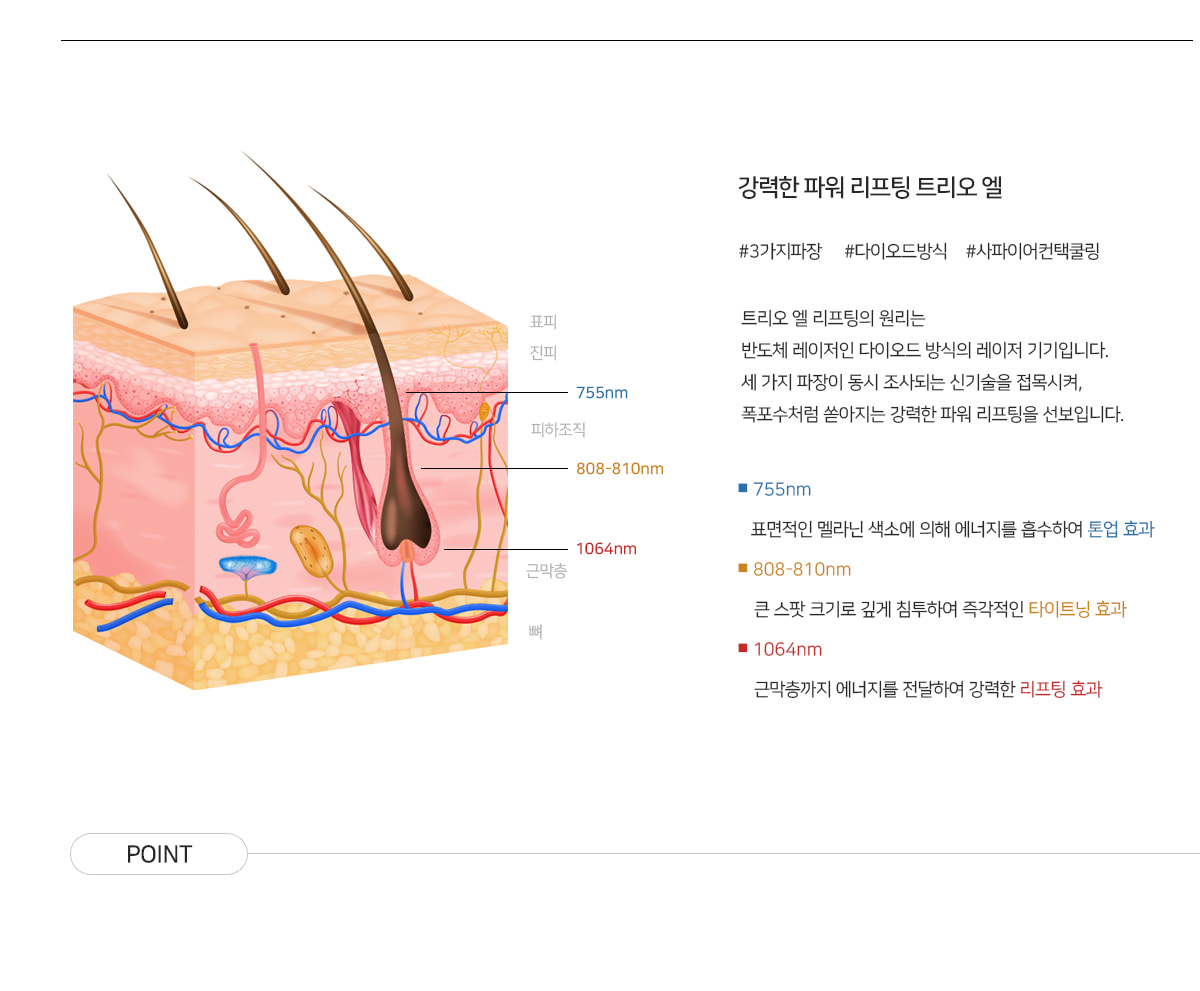 강력한 파워 리프팅 트리오 엘
#3가지파장 #다이오드방식 #사파이어컨택쿨링
트리오 엘 리프팅의 원리는
반도체 레이저인 다이오드 방식의 레이저 기기입니다.
세 가지 파장이 동시 조사되는 신기술을 접목시켜,
폭포수처럼 쏟아지는 강력한 파워 리프팅을 선보입니다.
표피
진피
755nm
피하조직
808-810nm
1064nm
근막층
뼈
755nm
표면적인 멜라닌 색소에 의해 에너지를 흡수하여 톤업 효과
808-810nm
큰 스팟 크기로 깊게 침투하여 즉각적인 타이트닝 효과
1064nm
근막층까지 에너지를 전달하여 강력한 리프팅 효과
POINT